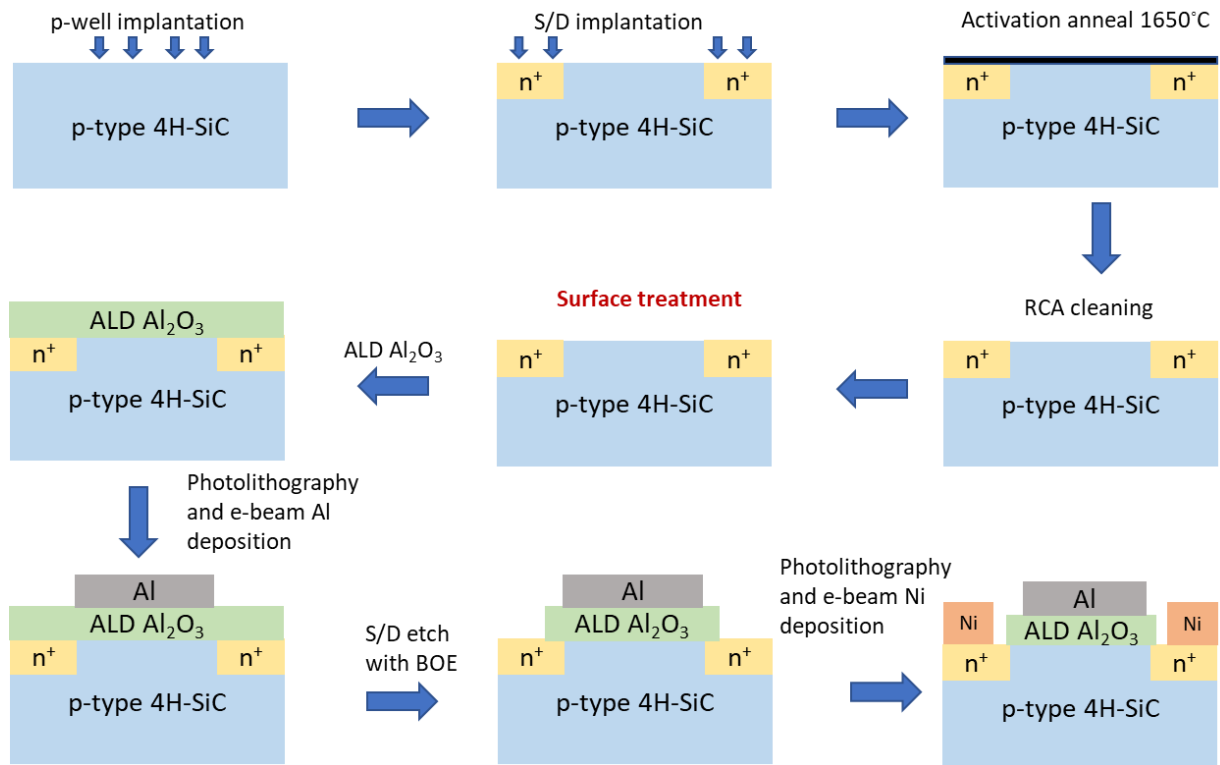 p-well implantation
p-type 4H-SiC
S/D implantation
n⁺ n⁺
p-type 4H-SiC
Activation anneal 1650°C
n⁺ n⁺
p-type 4H-SiC
RCA cleaning
n⁺ n⁺
p-type 4H-SiC
Surface treatment
n⁺ n⁺
p-type 4H-SiC
ALD Al₂O₃
ALD Al₂O₃
n⁺ n⁺
p-type 4H-SiC
Photolithography
and e-beam Al
deposition
Al
ALD Al₂O₃
n⁺ n⁺
p-type 4H-SiC
S/D etch
with BOE
Al
ALD Al₂O₃
n⁺ n⁺
p-type 4H-SiC
Photolithography
and e-beam Ni
deposition
Al
Ni ALD Al₂O₃ Ni
n⁺ n⁺
p-type 4H-SiC